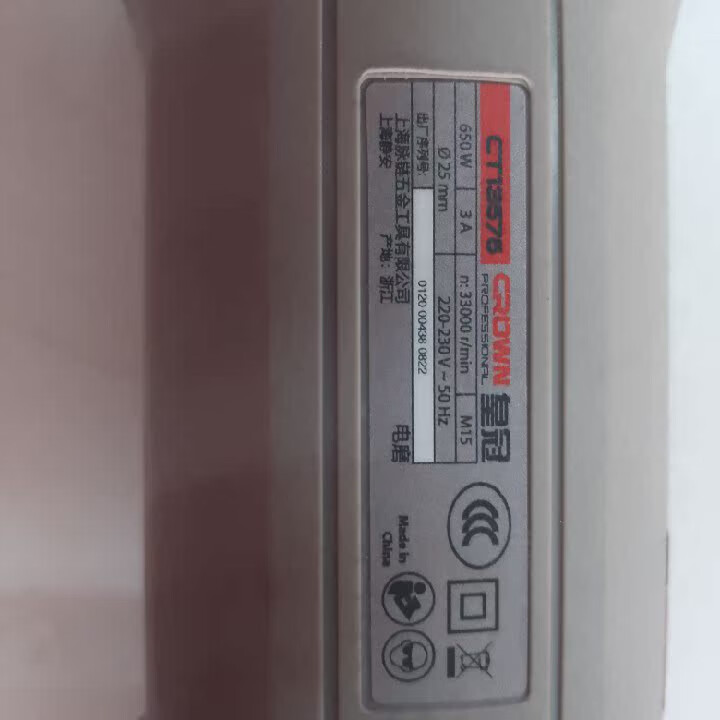 CT13576 CROWN 皇冠
PROFESSIONAL
650 W 3 A n: 33000 r/min M15
Ø 25 mm 220-230 V ~ 50 Hz
出厂序列号: 0120 00438 0822
上海脉链五金工具有限公司 电磨
上海静安 产地：浙江
Made in
China